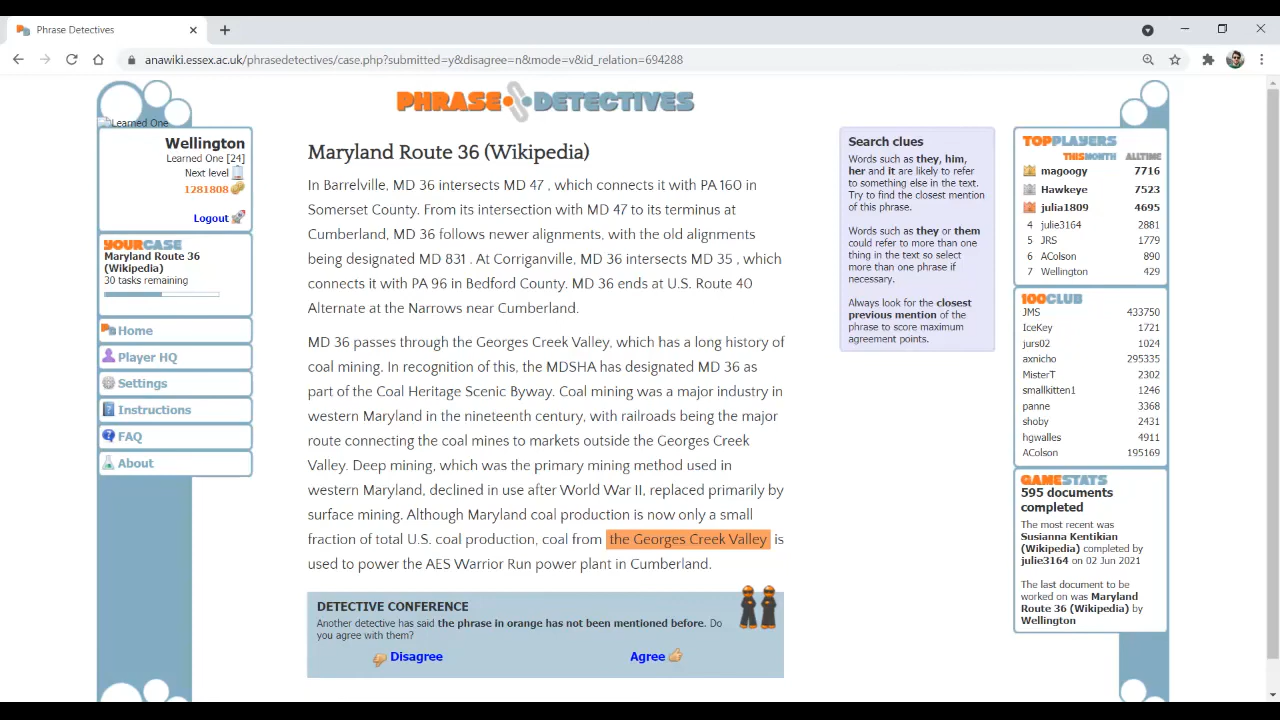 Phrase Detectives
anawiki.essex.ac.uk/phrasedetectives/case.php?submitted=y&disagree=n&mode=v&id_relation=694288
PHRASE DETECTIVES
Learned One
Wellington
Learned One [24]
Next level
1281808
Logout
YOURCASE
Maryland Route 36
(Wikipedia)
30 tasks remaining
Home
Player HQ
Settings
Instructions
FAQ
About
Maryland Route 36 (Wikipedia)
In Barrelville, MD 36 intersects MD 47 , which connects it with PA 160 in
Somerset County. From its intersection with MD 47 to its terminus at
Cumberland, MD 36 follows newer alignments, with the old alignments
being designated MD 831 . At Corriganville, MD 36 intersects MD 35 , which
connects it with PA 96 in Bedford County. MD 36 ends at U.S. Route 40
Alternate at the Narrows near Cumberland.
MD 36 passes through the Georges Creek Valley, which has a long history of
coal mining. In recognition of this, the MDSHA has designated MD 36 as
part of the Coal Heritage Scenic Byway. Coal mining was a major industry in
western Maryland in the nineteenth century, with railroads being the major
route connecting the coal mines to markets outside the Georges Creek
Valley. Deep mining, which was the primary mining method used in
western Maryland, declined in use after World War II, replaced primarily by
surface mining. Although Maryland coal production is now only a small
fraction of total U.S. coal production, coal from the Georges Creek Valley is
used to power the AES Warrior Run power plant in Cumberland.
DETECTIVE CONFERENCE
Another detective has said the phrase in orange has not been mentioned before. Do
you agree with them?
Disagree
Agree
Search clues
Words such as they, him,
her and it are likely to refer
to something else in the text.
Try to find the closest mention
of this phrase.
Words such as they or them
could refer to more than one
thing in the text so select
more than one phrase if
necessary.
Always look for the closest
previous mention of the
phrase to score maximum
agreement points.
TOPPLAYERS
THISMONTH ALLTIME
magoogy 7716
Hawkeye 7523
julia1809 4695
4 julie3164 2881
5 JRS 1779
6 AColson 890
7 Wellington 429
100CLUB
JMS 433750
IceKey 1721
jurs02 1024
axnicho 295335
MisterT 2302
smallkitten1 1246
panne 3368
shoby 2431
hgwalles 4911
AColson 195169
GAMESTATS
595 documents
completed
The most recent was
Susianna Kentikian
(Wikipedia) completed by
julie3164 on 02 Jun 2021
The last document to be
worked on was Maryland
Route 36 (Wikipedia) by
Wellington